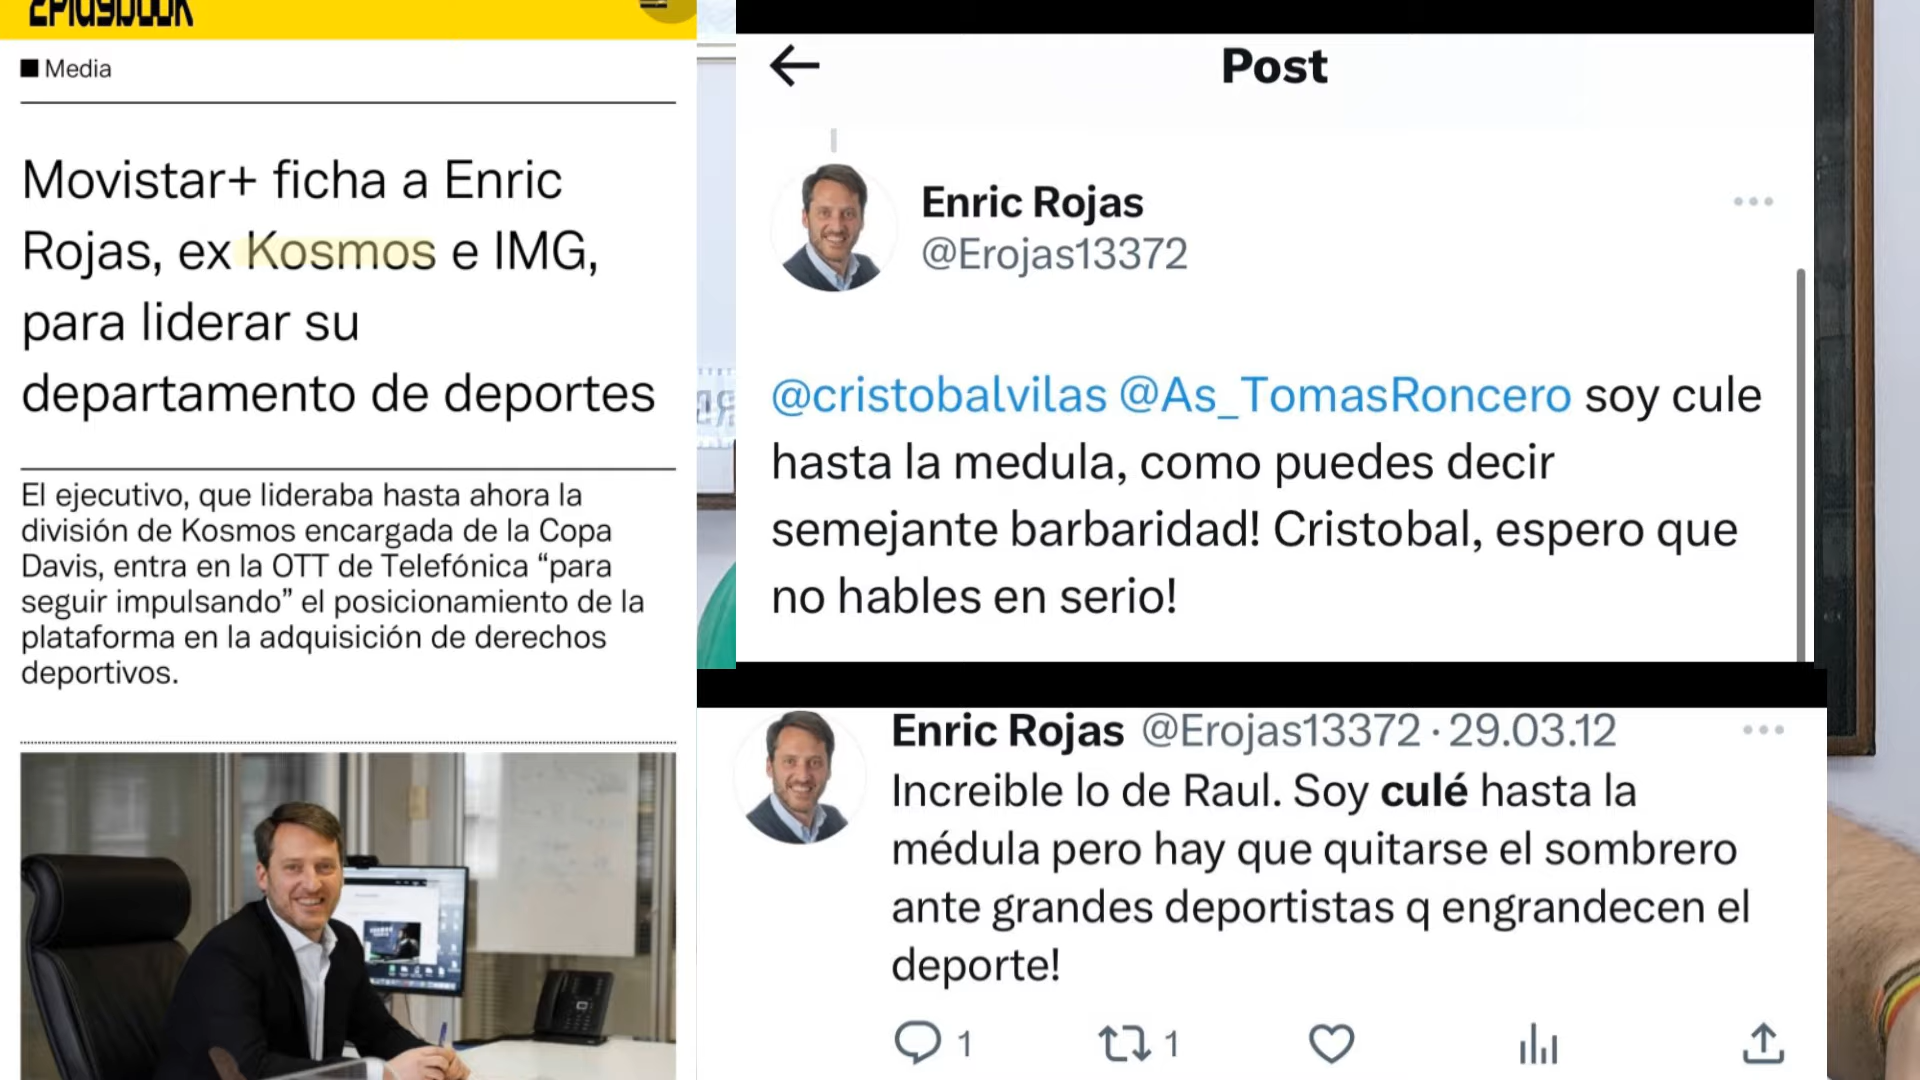 2Playbook
Media
Movistar+ ficha a Enric
Rojas, ex Kosmos e IMG,
para liderar su
departamento de deportes
El ejecutivo, que lideraba hasta ahora la
división de Kosmos encargada de la Copa
Davis, entra en la OTT de Telefónica “para
seguir impulsando” el posicionamiento de la
plataforma en la adquisición de derechos
deportivos.
Post
Enric Rojas
@Erojas13372
@cristobalvilas @As_TomasRoncero soy cule
hasta la medula, como puedes decir
semejante barbaridad! Cristobal, espero que
no hables en serio!
Enric Rojas @Erojas13372 · 29.03.12
Increible lo de Raul. Soy culé hasta la
médula pero hay que quitarse el sombrero
ante grandes deportistas q engrandecen el
deporte!
1
1